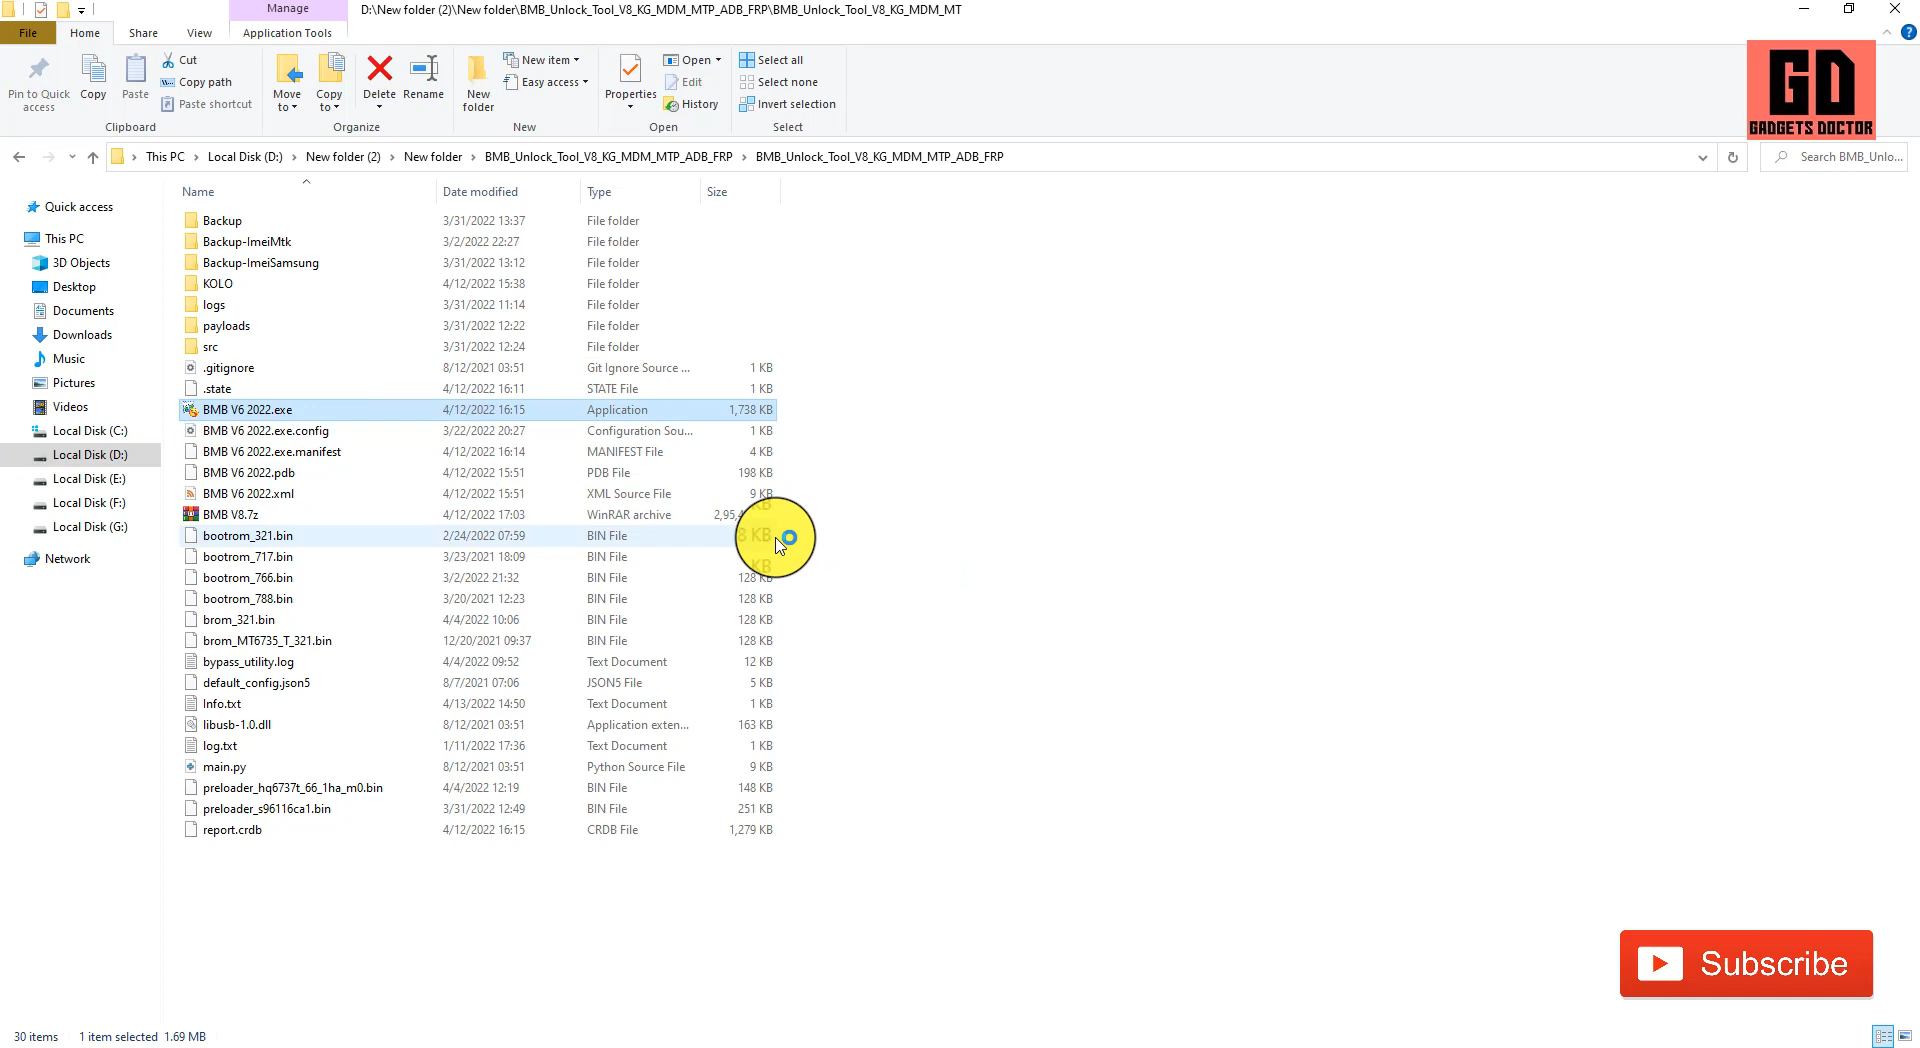 Manage
D:\New folder (2)\New folder\BMB_Unlock_Tool_V8_KG_MDM_MTP_ADB_FRP\BMB_Unlock_Tool_V8_KG_MDM_MT
File Home Share View Application Tools
Pin to Quick access
Copy
Paste
Cut
Copy path
Paste shortcut
Clipboard
Move to
Copy to
Delete
Rename
Organize
New folder
New item
Easy access
New
Properties
Open
Edit
History
Open
Select all
Select none
Invert selection
Select
GD
GADGETS DOCTOR
This PC > Local Disk (D:) > New folder (2) > New folder > BMB_Unlock_Tool_V8_KG_MDM_MTP_ADB_FRP > BMB_Unlock_Tool_V8_KG_MDM_MTP_ADB_FRP
Search BMB_Unlo...
Quick access
This PC
3D Objects
Desktop
Documents
Downloads
Music
Pictures
Videos
Local Disk (C:)
Local Disk (D:)
Local Disk (E:)
Local Disk (F:)
Local Disk (G:)
Network
Name Date modified Type Size
Backup 3/31/2022 13:37 File folder
Backup-ImeiMtk 3/2/2022 22:27 File folder
Backup-ImeiSamsung 3/31/2022 13:12 File folder
KOLO 4/12/2022 15:38 File folder
logs 3/31/2022 11:14 File folder
payloads 3/31/2022 12:22 File folder
src 3/31/2022 12:24 File folder
.gitignore 8/12/2021 03:51 Git Ignore Source ... 1 KB
.state 4/12/2022 16:11 STATE File 1 KB
BMB V6 2022.exe 4/12/2022 16:15 Application 1,738 KB
BMB V6 2022.exe.config 3/22/2022 20:27 Configuration Sou... 1 KB
BMB V6 2022.exe.manifest 4/12/2022 16:14 MANIFEST File 4 KB
BMB V6 2022.pdb 4/12/2022 15:51 PDB File 198 KB
BMB V6 2022.xml 4/12/2022 15:51 XML Source File 9 KB
BMB V8.7z 4/12/2022 17:03 WinRAR archive 2,95,4
bootrom_321.bin 2/24/2022 07:59 BIN File 8 KB
bootrom_717.bin 3/23/2021 18:09 BIN File KB
bootrom_766.bin 3/2/2022 21:32 BIN File 128 KB
bootrom_788.bin 3/20/2021 12:23 BIN File 128 KB
brom_321.bin 4/4/2022 10:06 BIN File 128 KB
brom_MT6735_T_321.bin 12/20/2021 09:37 BIN File 128 KB
bypass_utility.log 4/4/2022 09:52 Text Document 12 KB
default_config.json5 8/7/2021 07:06 JSON5 File 5 KB
Info.txt 4/13/2022 14:50 Text Document 1 KB
libusb-1.0.dll 8/12/2021 03:51 Application exten... 163 KB
log.txt 1/11/2022 17:36 Text Document 1 KB
main.py 8/12/2021 03:51 Python Source File 9 KB
preloader_hq6737t_66_1ha_m0.bin 4/4/2022 12:19 BIN File 148 KB
preloader_s96116ca1.bin 3/31/2022 12:49 BIN File 251 KB
report.crdb 4/12/2022 16:15 CRDB File 1,279 KB
Subscribe
30 items 1 item selected 1.69 MB